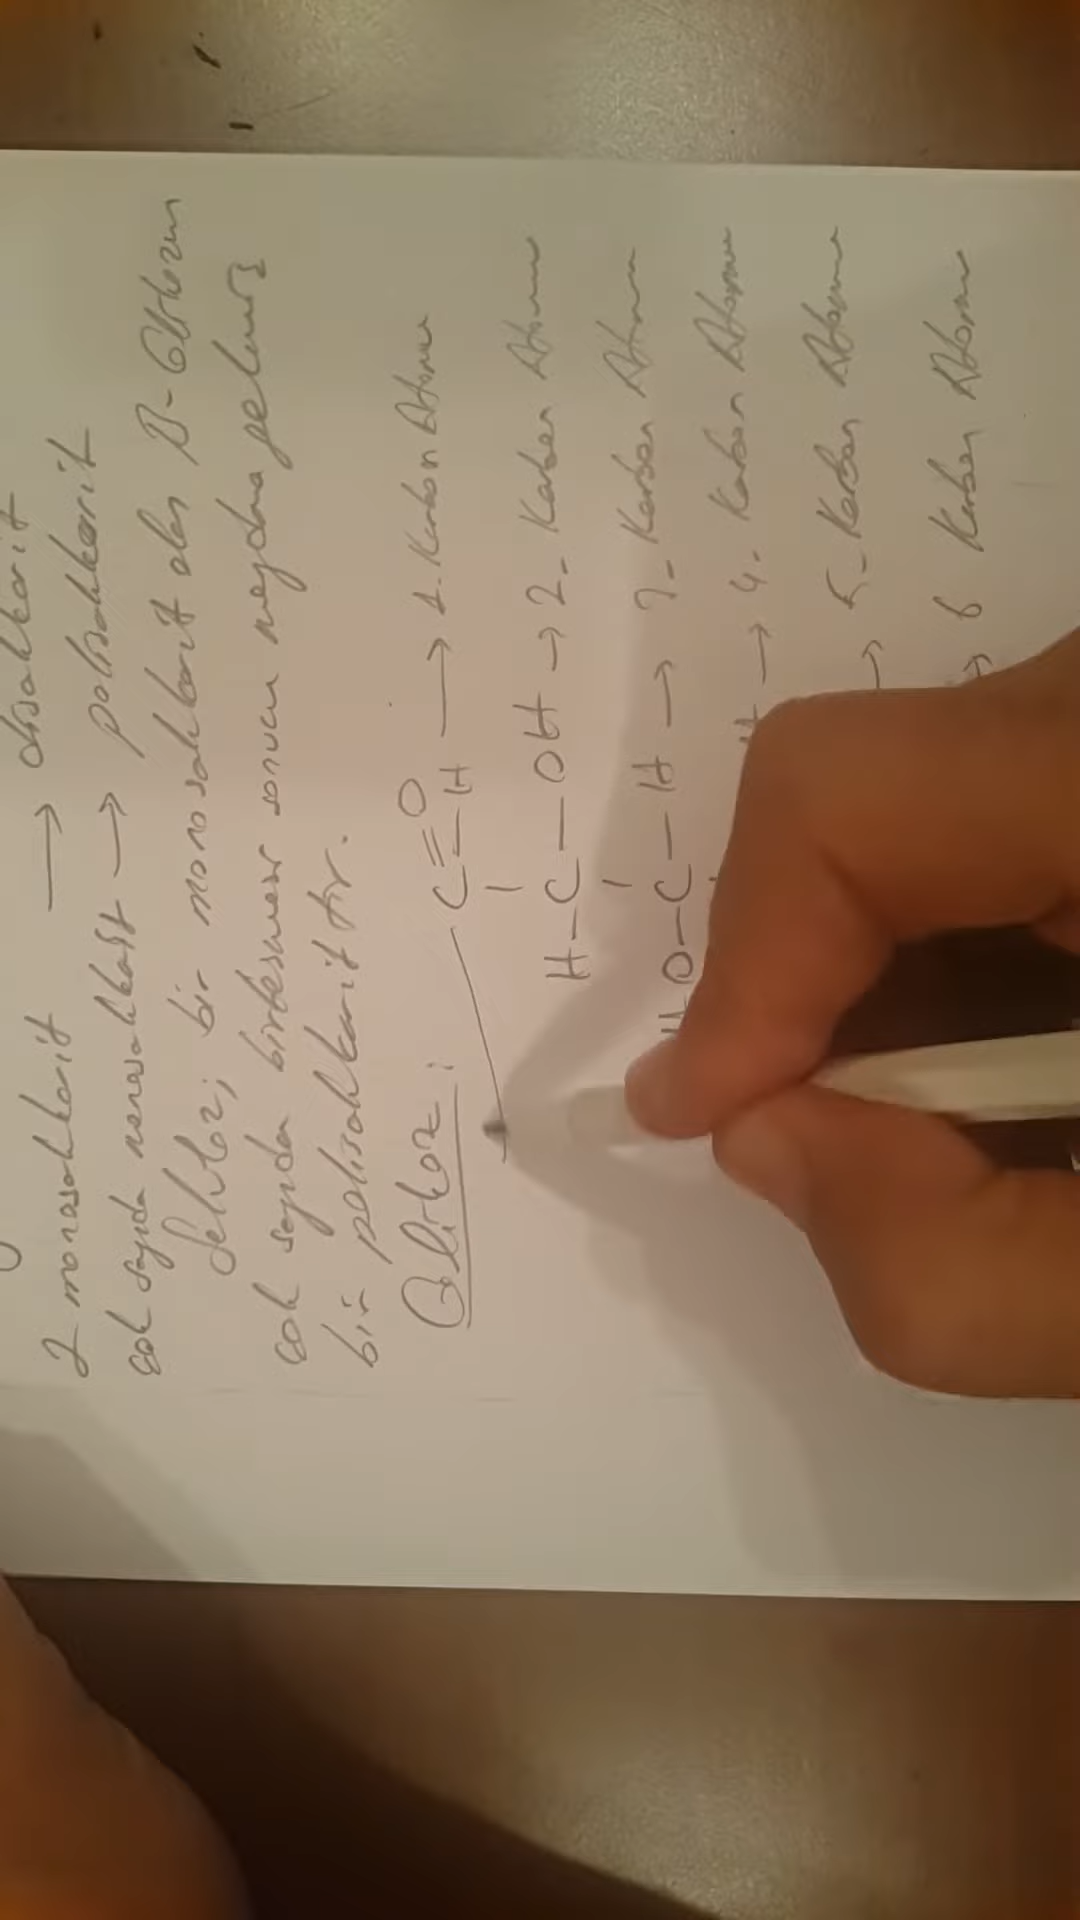 disakkarit
2 monosakkarit → polisakkarit
çok sayıda monosakkarit →
Selüloz; bir monosakkarit olan B-Glikozun
çok sayıda birleşmesi sonucu meydana gelmiş
bir polisakkarittir.
Glikoz:
C=O
—H → 1. Karbon Atomu
H—C—OH → 2. Karbon Atomu
HO—C—H → 3. Karbon Atomu
H → 4. Karbon Atomu
→ 5. Karbon Atomu
→ 6 Karbon Atomu